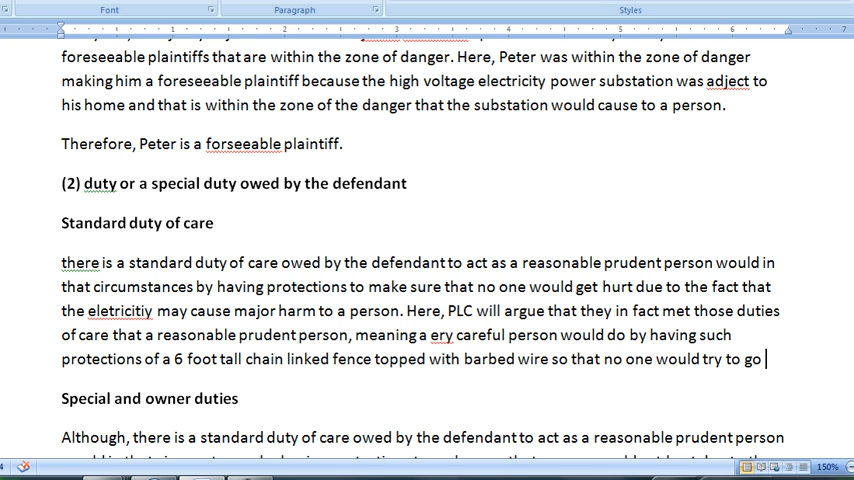 Font
Paragraph
Styles
1 2 3 4 5 6 7
foreseeable plaintiffs that are within the zone of danger. Here, Peter was within the zone of danger
making him a foreseeable plaintiff because the high voltage electricity power substation was adject to
his home and that is within the zone of the danger that the substation would cause to a person.
Therefore, Peter is a forseeable plaintiff.
(2) duty or a special duty owed by the defendant
Standard duty of care
there is a standard duty of care owed by the defendant to act as a reasonable prudent person would in
that circumstances by having protections to make sure that no one would get hurt due to the fact that
the eletricitiy may cause major harm to a person. Here, PLC will argue that they in fact met those duties
of care that a reasonable prudent person, meaning a ery careful person would do by having such
protections of a 6 foot tall chain linked fence topped with barbed wire so that no one would try to go
Special and owner duties
Although, there is a standard duty of care owed by the defendant to act as a reasonable prudent person
4
150%